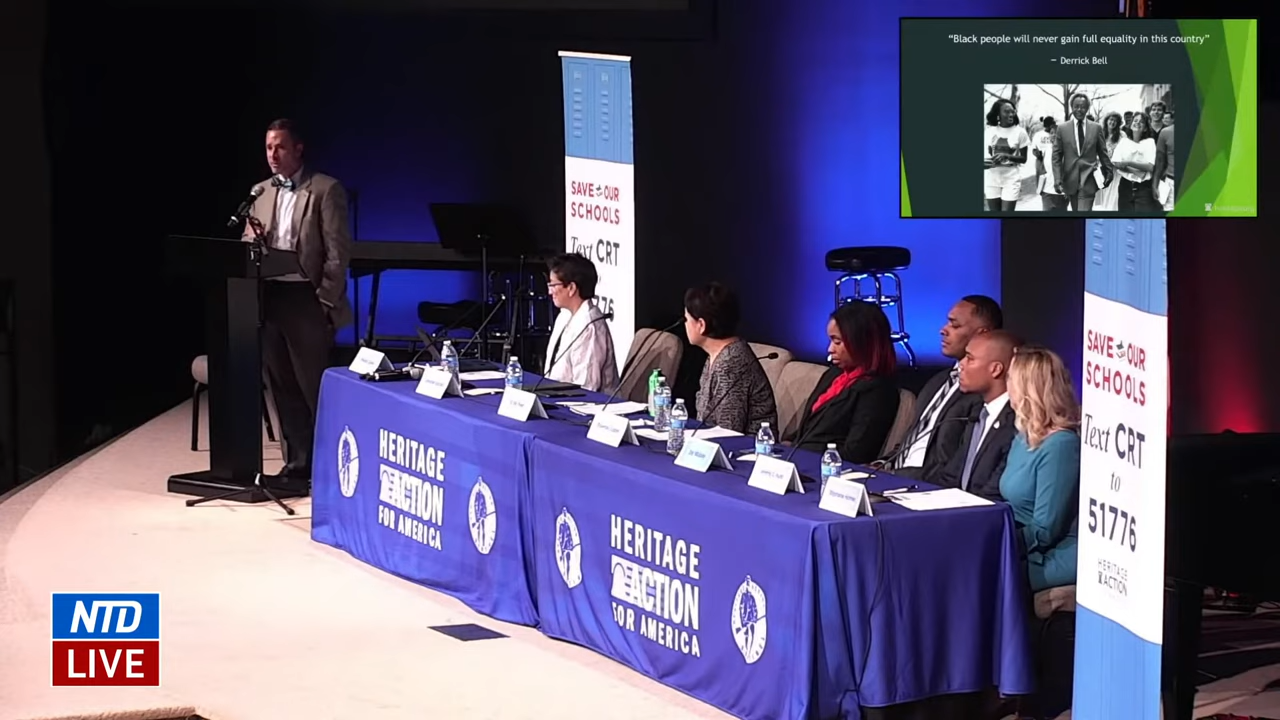 “Black people will never gain full equality in this country”
– Derrick Bell
SAVE OUR
SCHOOLS
Text CRT
SAVE OUR
SCHOOLS
Text CRT
to
51776
HERITAGE
ACTION
HERITAGE
ACTION
FOR AMERICA
HERITAGE
ACTION
FOR AMERICA
NTD
LIVE